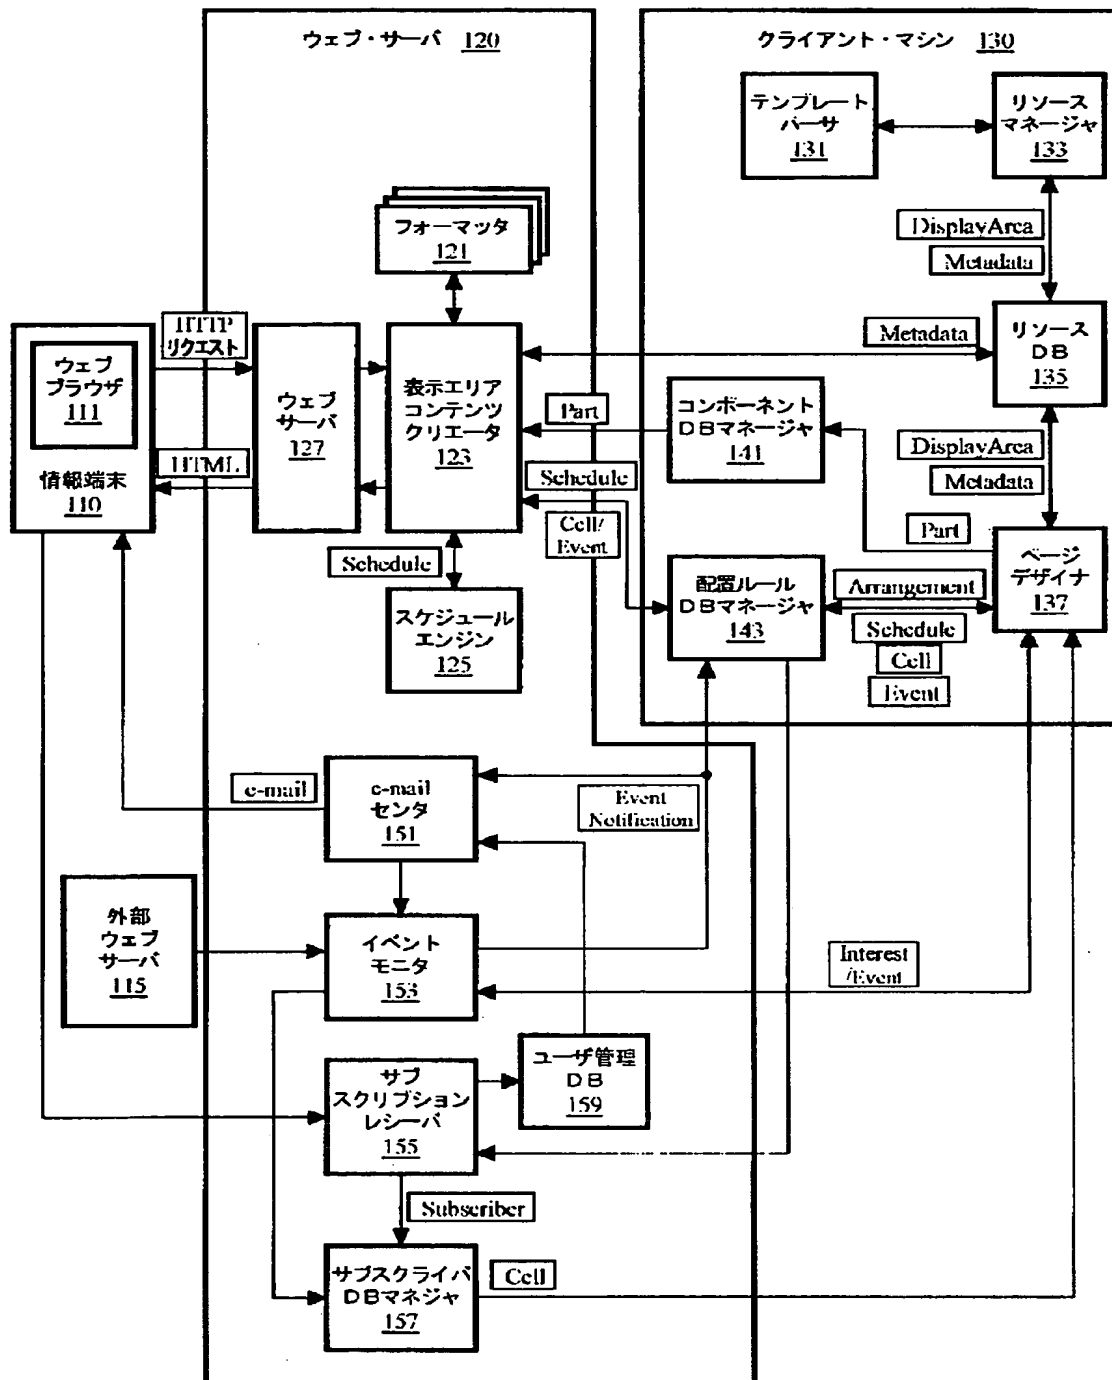 ウェブ・サーバ 120
クライアント・マシン 130
テンプレート
パーサ
131
リソース
マネージャ
133
DisplayArea
Metadata
フォーマッタ
121
HTTP
リクエスト
ウェブ
ブラウザ
111
情報端末
110
HTML
ウェブ
サーバ
127
表示エリア
コンテンツ
クリエータ
123
Metadata
リソース
DB
135
Part
コンポーネント
DBマネージャ
141
DisplayArea
Metadata
Schedule
Cell/
Event
Part
Schedule
スケジュール
エンジン
125
配置ルール
DBマネージャ
143
Arrangement
Schedule
Cell
Event
ページ
デザイナ
137
e-mail
e-mail
センタ
151
Event
Notification
外部
ウェブ
サーバ
115
イベント
モニタ
153
Interest
/Event
サブ
スクリプション
レシーバ
155
ユーザ管理
DB
159
Subscriber
サブスクライバ
DBマネジャ
157
Cell